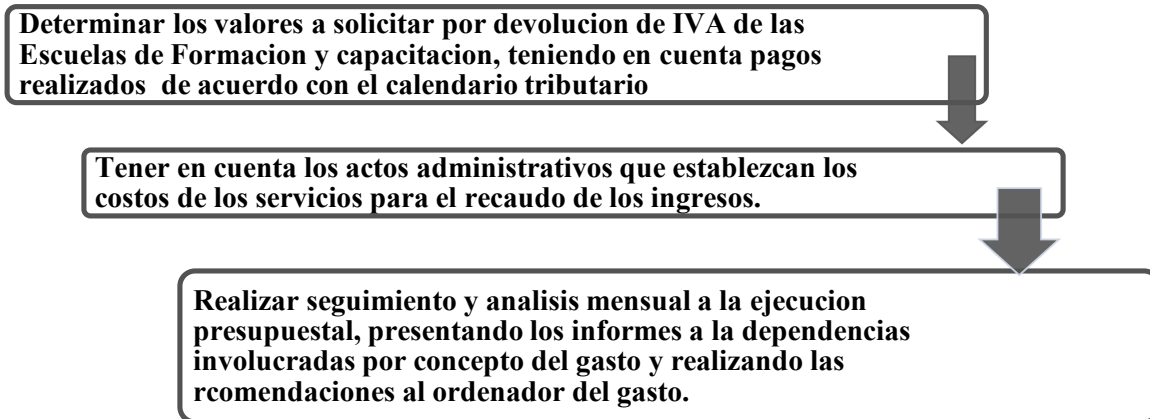 Determinar los valores a solicitar por devolucion de IVA de las
Escuelas de Formacion y capacitacion, teniendo en cuenta pagos
realizados de acuerdo con el calendario tributario
Tener en cuenta los actos administrativos que establezcan los
costos de los servicios para el recaudo de los ingresos.
Realizar seguimiento y analisis mensual a la ejecucion
presupuestal, presentando los informes a la dependencias
involucradas por concepto del gasto y realizando las
rcomendaciones al ordenador del gasto.